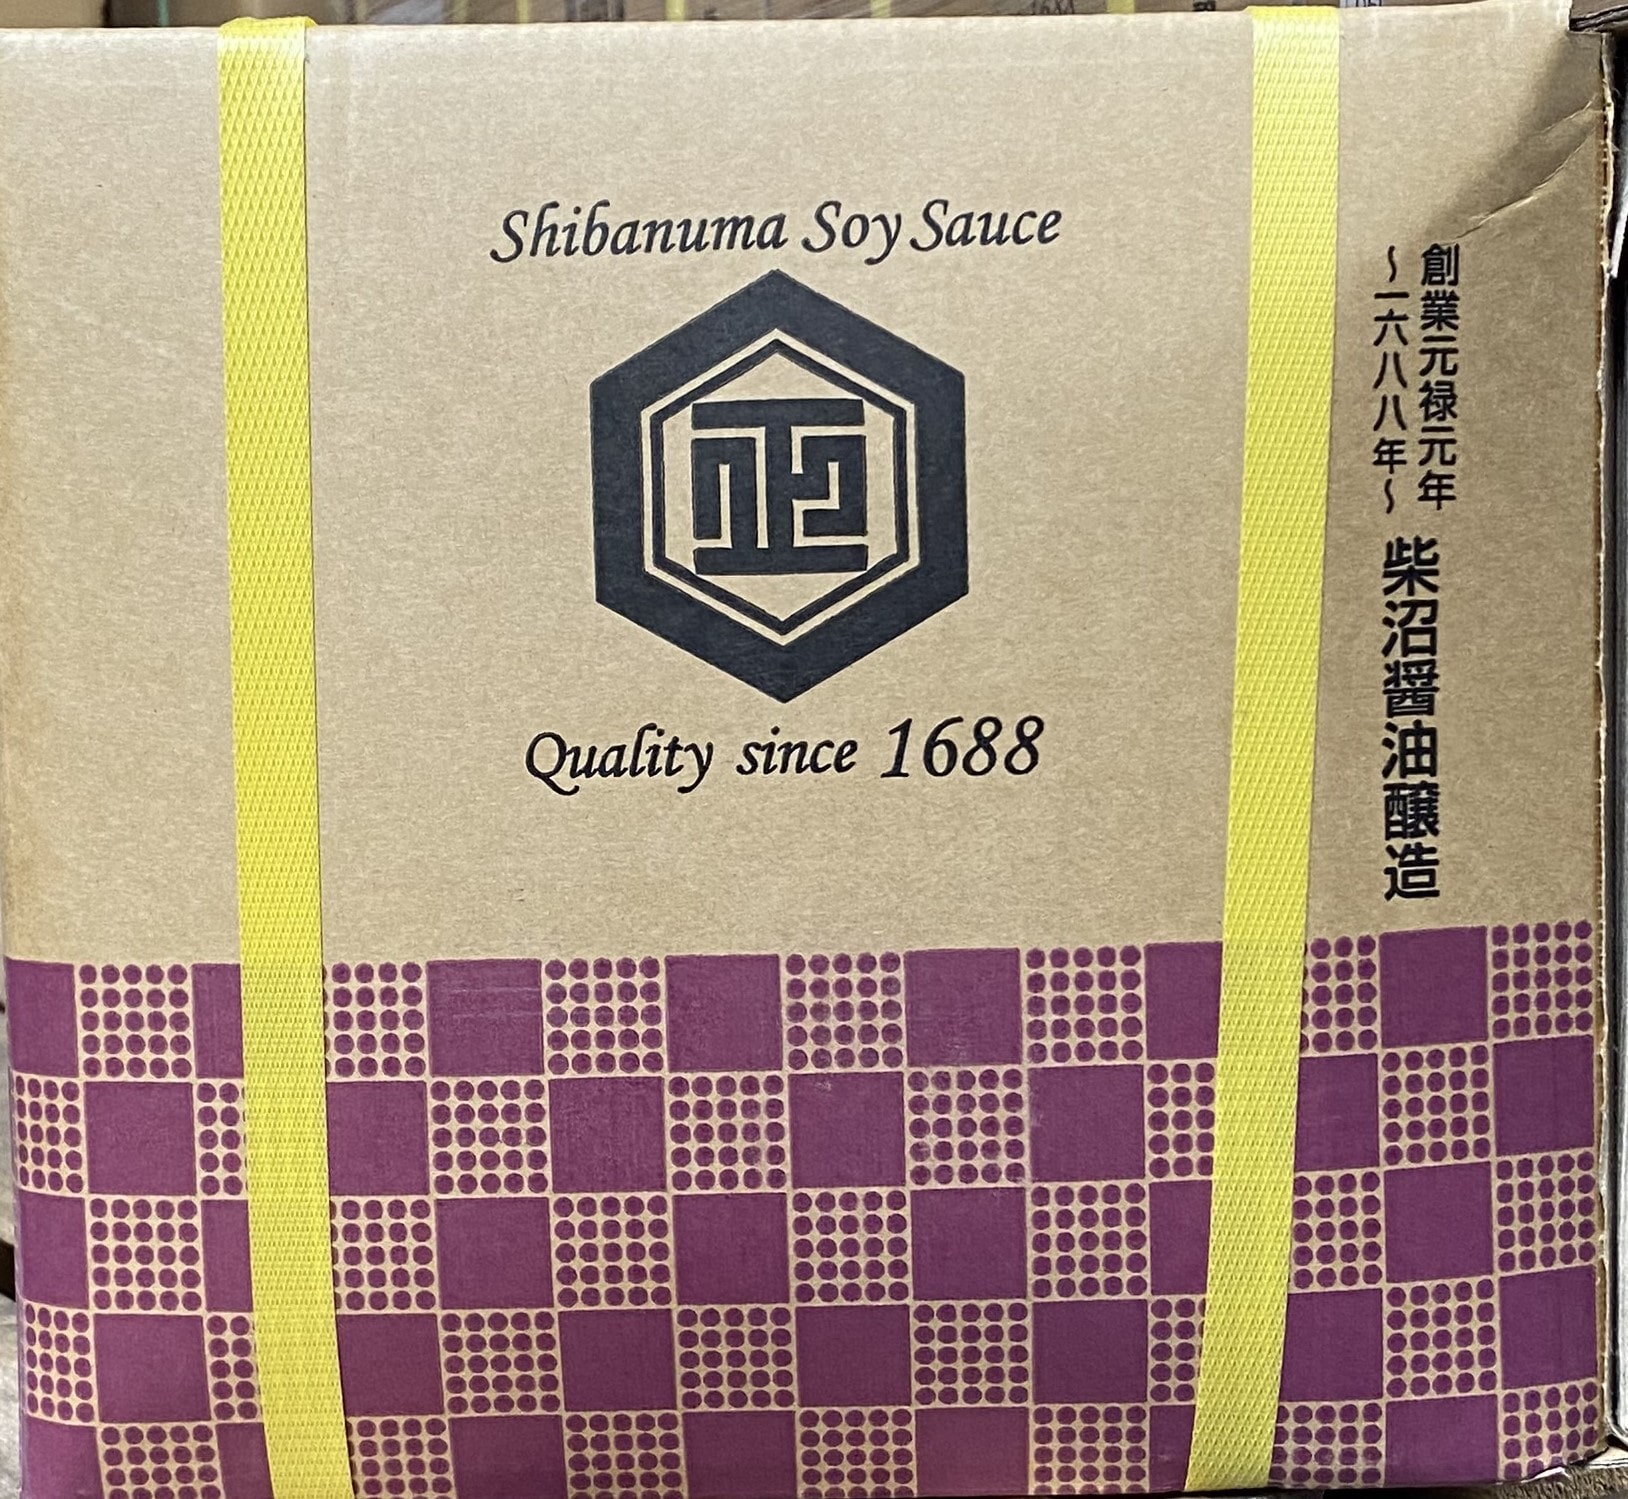 Shibanuma Soy Sauce
正
Quality since 1688
創業元禄元年
～一六八八年～
柴沼醤油醸造